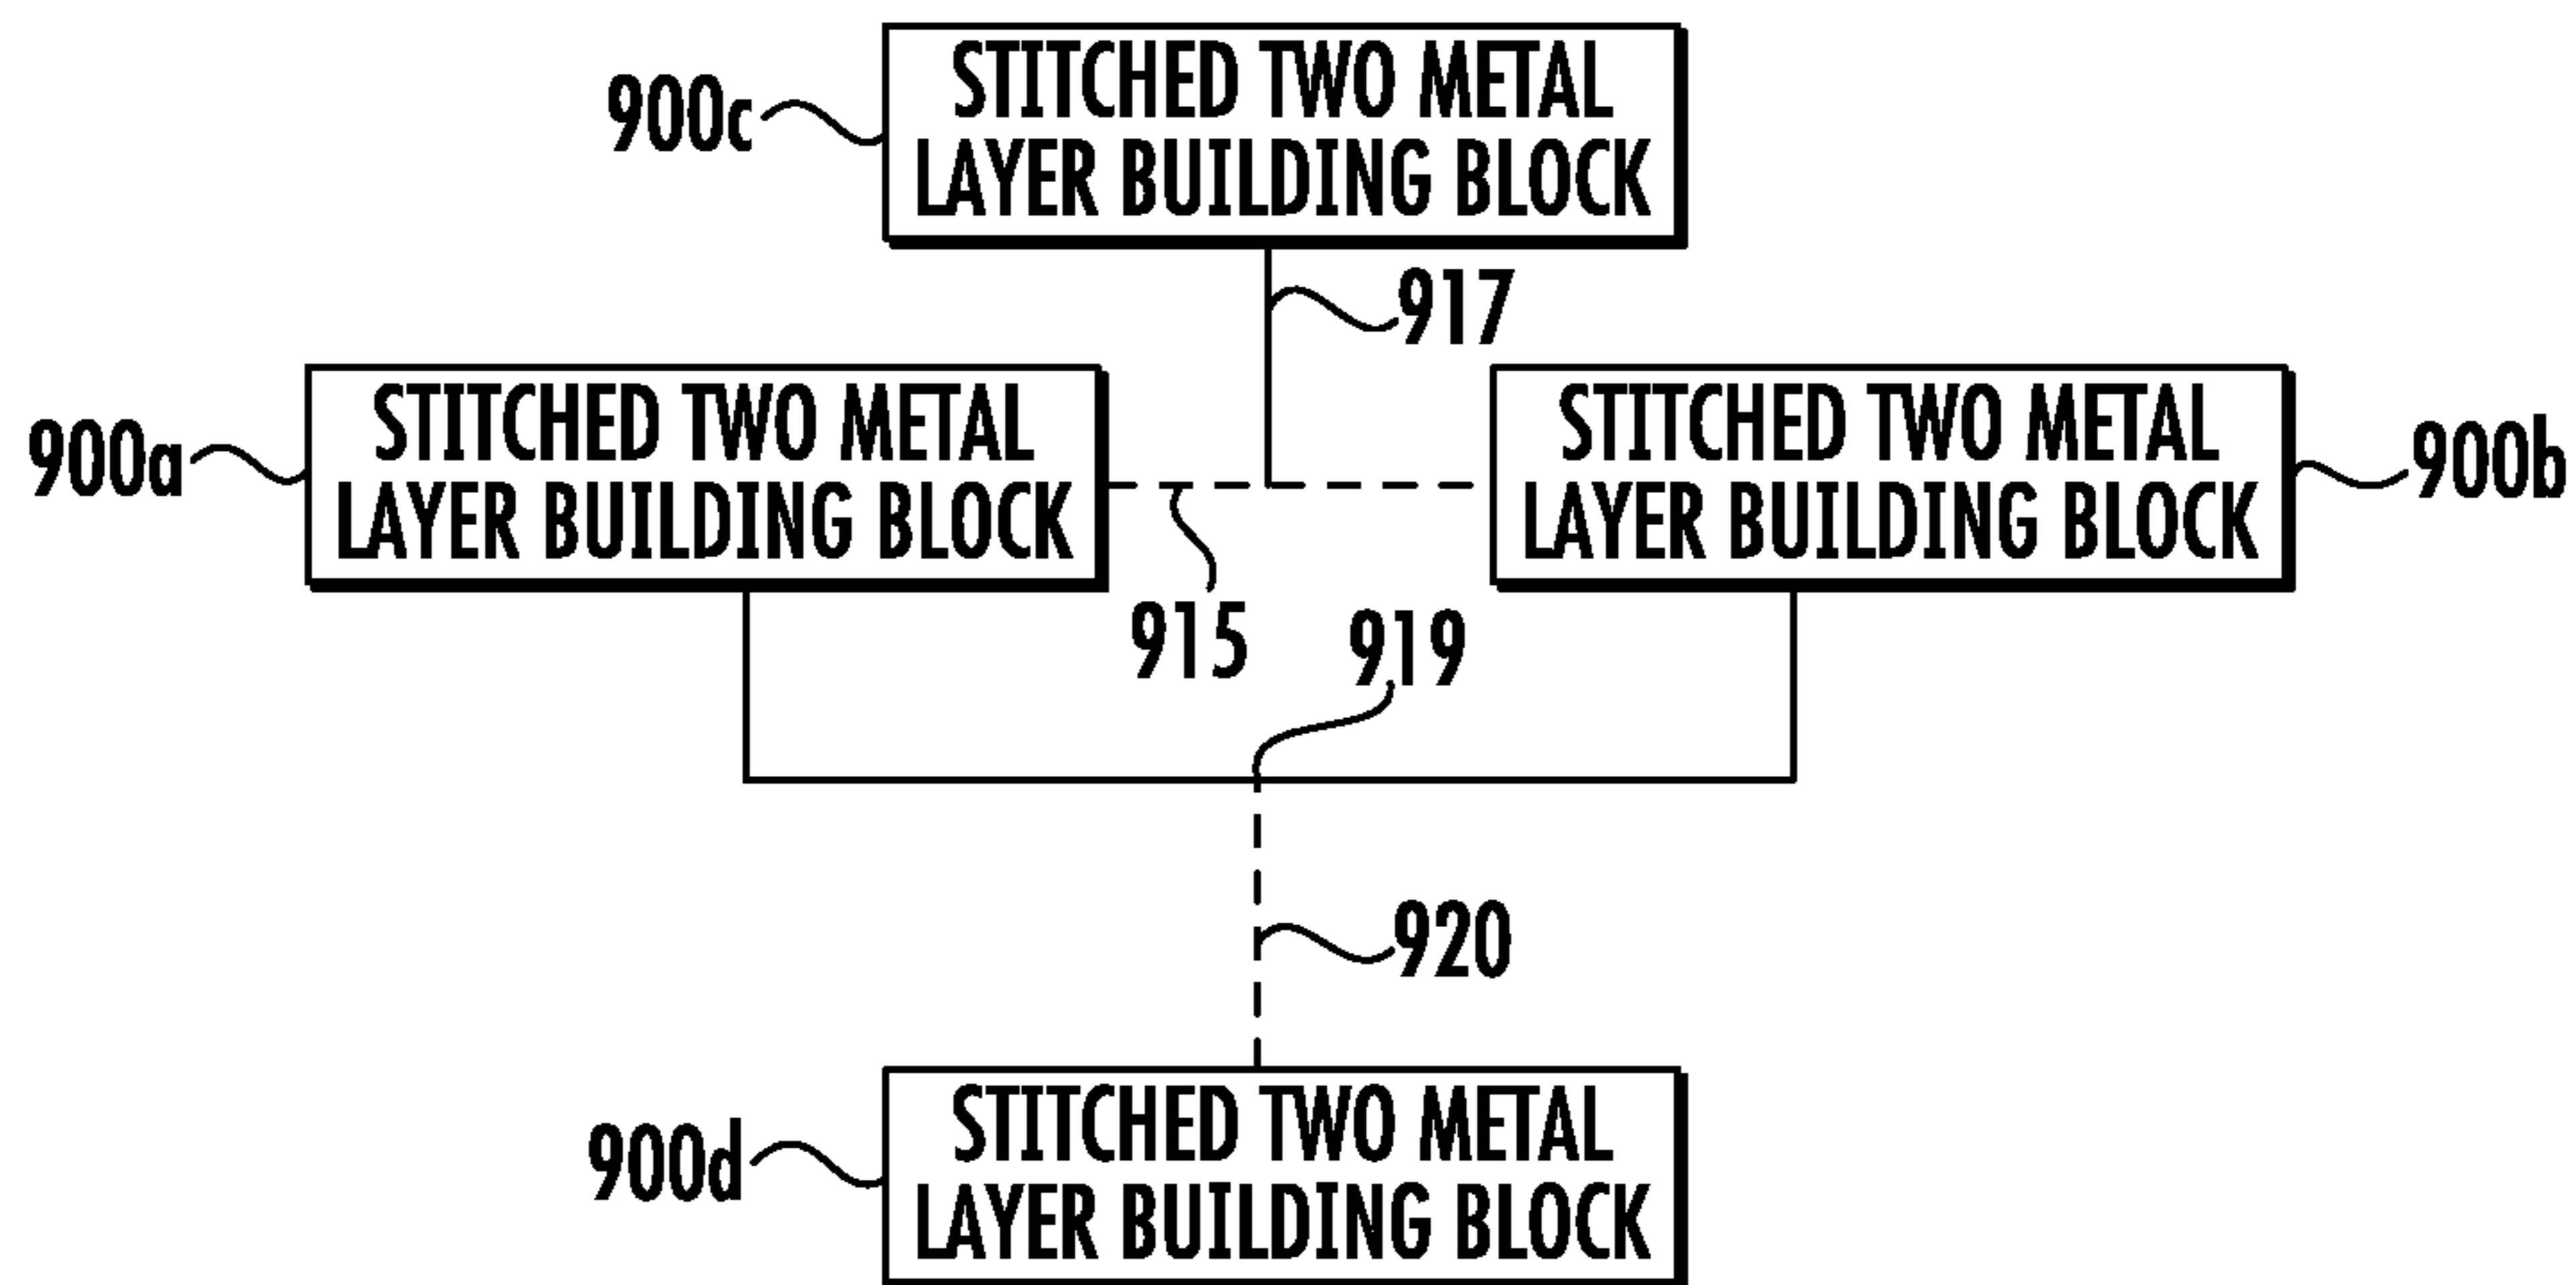 900c
STITCHED TWO METAL
LAYER BUILDING BLOCK
917
900a
STITCHED TWO METAL
LAYER BUILDING BLOCK
STITCHED TWO METAL
LAYER BUILDING BLOCK
900b
915
919
920
900d
STITCHED TWO METAL
LAYER BUILDING BLOCK